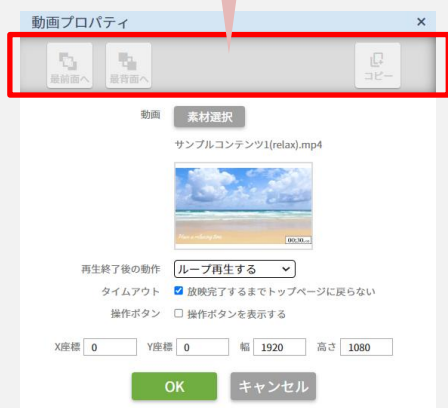 動画プロパティ ×
最前面へ 最背面へ コピー
動画 素材選択
サンプルコンテンツ1(relax).mp4
00:30
再生終了後の動作 ループ再生する
タイムアウト 放映完了するまでトップページに戻らない
操作ボタン 操作ボタンを表示する
X座標 0 Y座標 0 幅 1920 高さ 1080
OK キャンセル